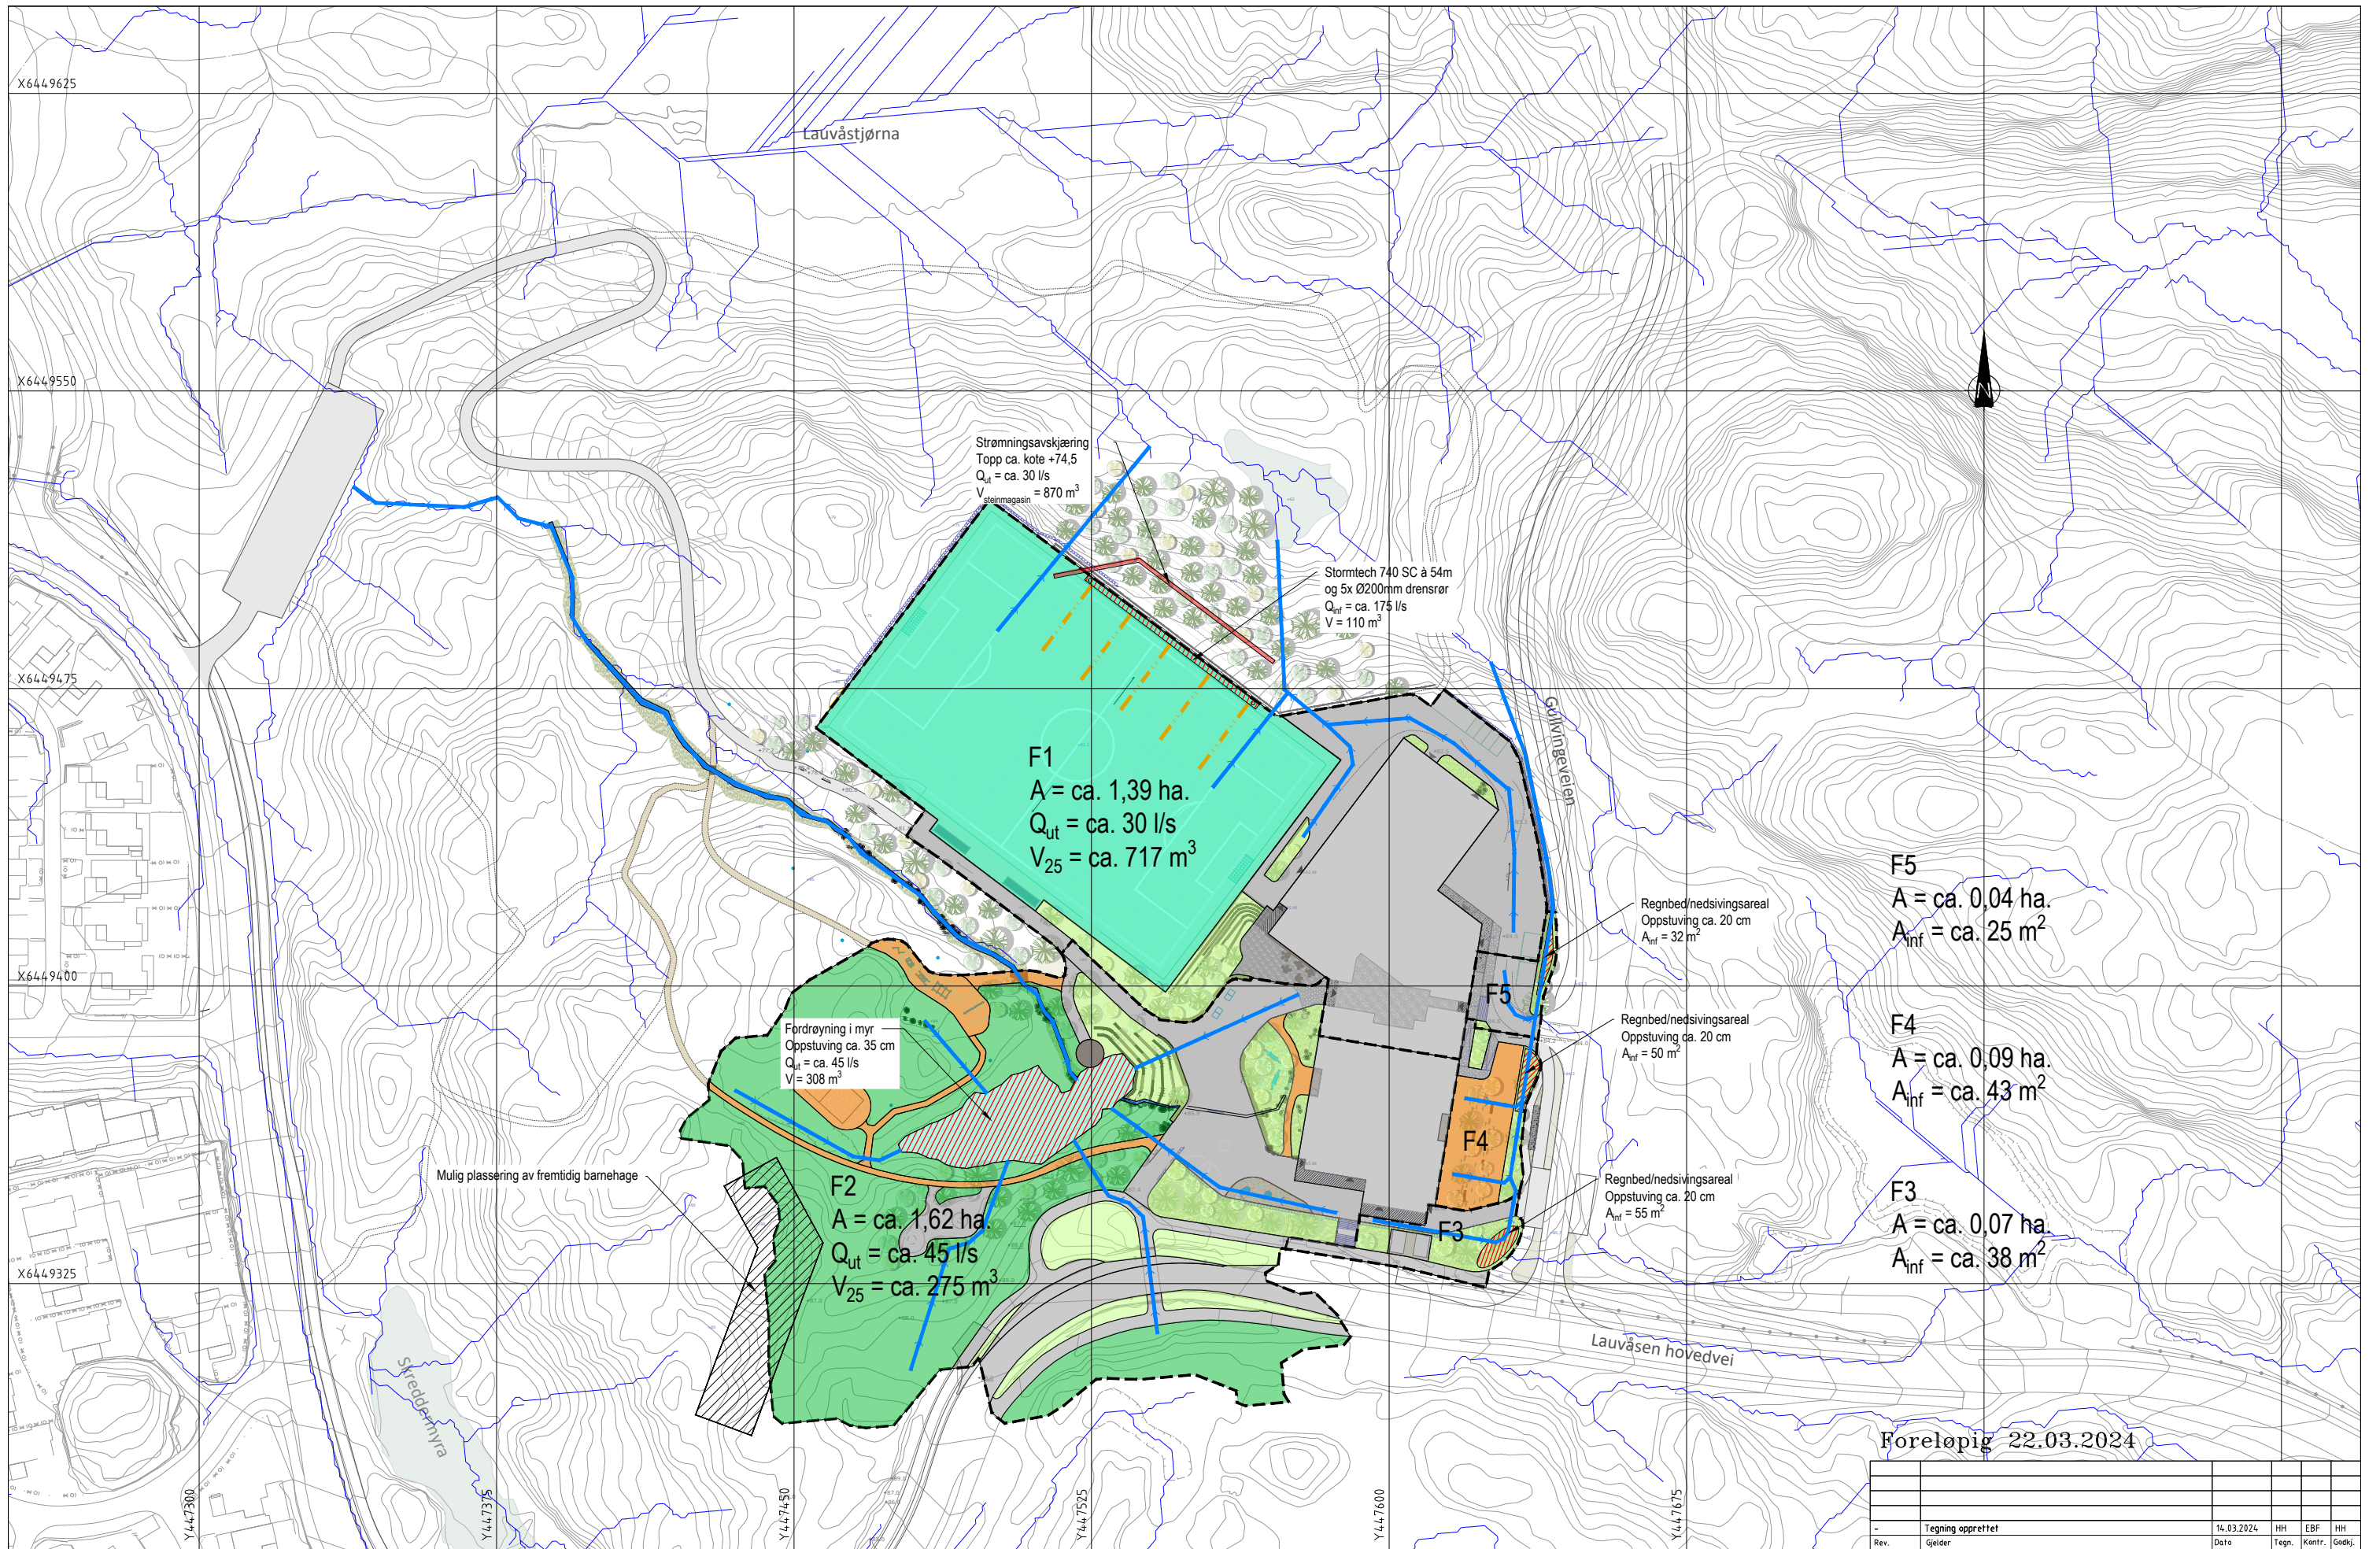 X6449625
Lauvåstjørna
X6449550
Strømningsavskjæring
Topp ca. kote +74,5
Qut = ca. 30 l/s
Vsteinmagasin = 870 m3
N
Stormtech 740 SC à 54m
og 5x Ø200mm drensrør
Qinf = ca. 175 l/s
V = 110 m3
X6449475
Gullvingeveien
F1
A = ca. 1,39 ha.
Qut = ca. 30 l/s
V25 = ca. 717 m3
F5
A = ca. 0,04 ha.
Ainf = ca. 25 m2
Regnbed/nedsivingsareal
Oppstuving ca. 20 cm
Ainf = 32 m2
X6449400
F5
Fordrøyning i myr
Oppstuving ca. 35 cm
Qut = ca. 45 l/s
V = 308 m3
Regnbed/nedsivingsareal
Oppstuving ca. 20 cm
Ainf = 50 m2
F4
A = ca. 0,09 ha.
Ainf = ca. 43 m2
F4
Mulig plassering av fremtidig barnehage
Regnbed/nedsivingsareal
Oppstuving ca. 20 cm
Ainf = 55 m2
F2
A = ca. 1,62 ha.
Qut = ca. 45 l/s
V25 = ca. 275 m3
F3
F3
A = ca. 0,07 ha.
Ainf = ca. 38 m2
X6449325
Lauvåsen hovedvei
Skreddermyra
Foreløpig 22.03.2024
Y447300
Y447375
Y447450
Y447525
Y447600
Y447675
- Tegning opprettet 14.03.2024 HH EBF HH
Rev. Gjelder Dato Tegn. Kontr. Godkj.